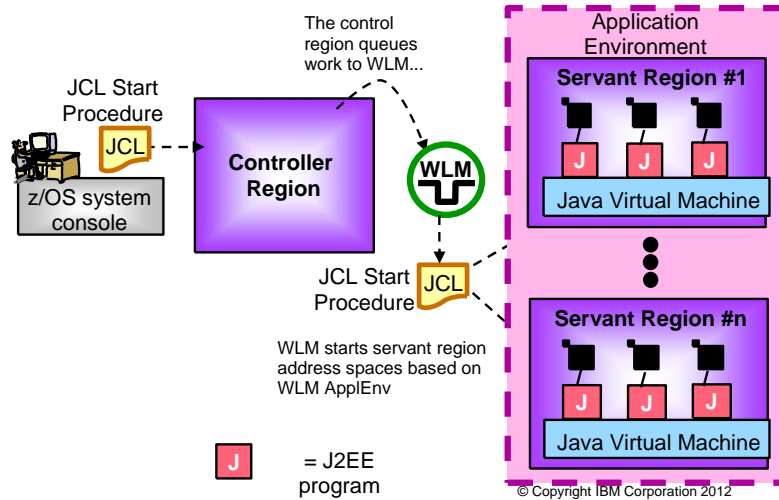 The control
region queues
work to WLM...
JCL Start
Procedure
JCL
z/OS system
console
Controller
Region
WLM
JCL Start
Procedure
JCL
WLM starts servant region
address spaces based on
WLM ApplEnv
Application
Environment
Servant Region #1
J
J
J
Java Virtual Machine
Servant Region #n
J
J
J
Java Virtual Machine
J
= J2EE
program
© Copyright IBM Corporation 2012